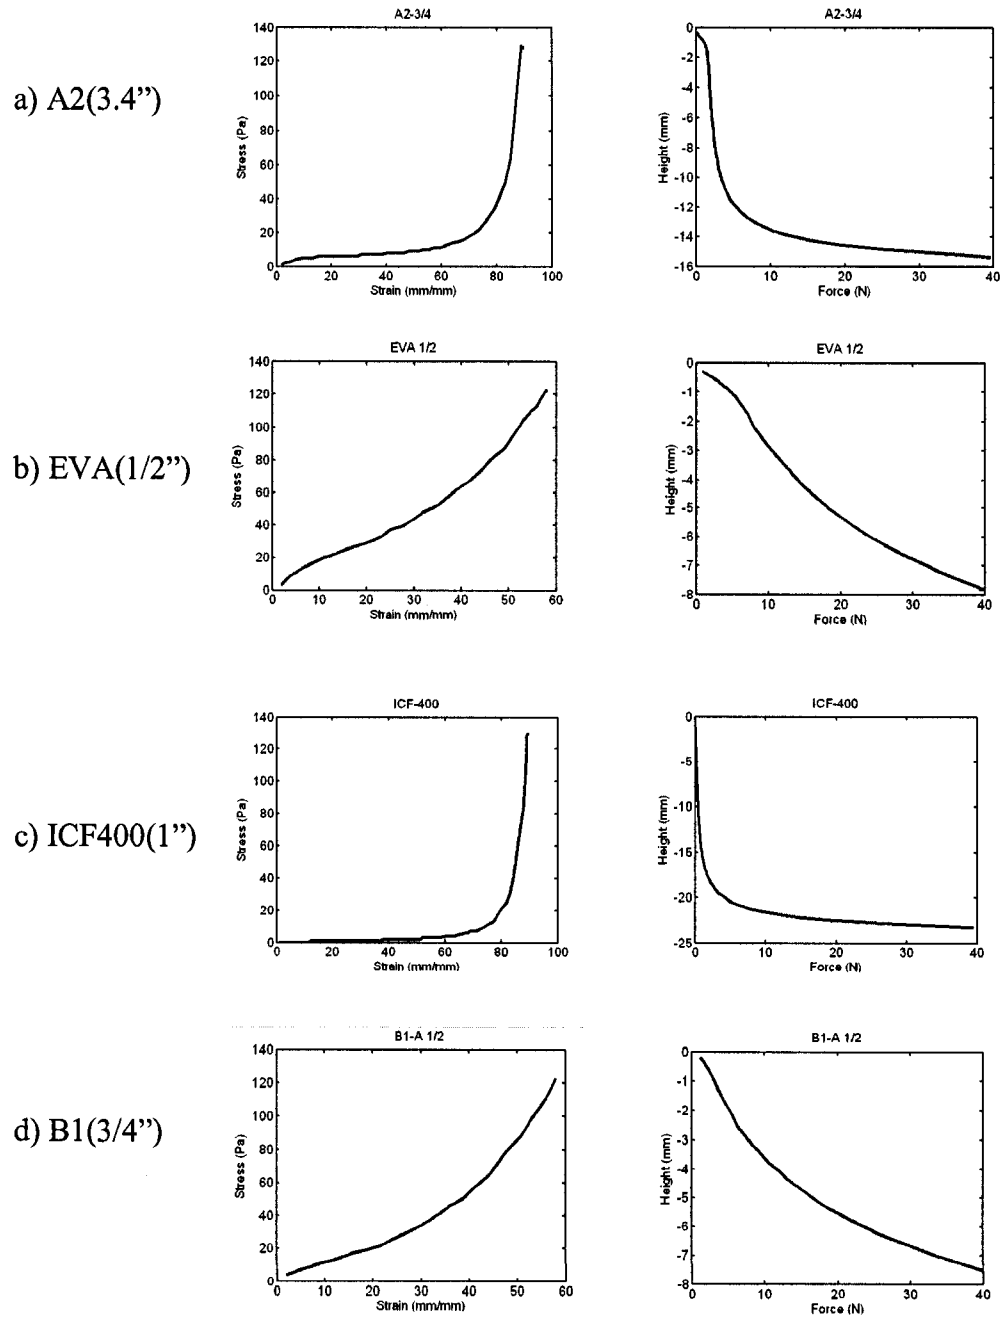 A2-3/4
A2-3/4
a) A2(3.4”)
140
120
100
80
60
40
20
0
Stress (Pa)
0 20 40 60 80 100
Strain (mm/mm)
0
-2
-4
-6
-8
-10
-12
-14
-16
Height (mm)
0 10 20 30 40
Force (N)
EVA 1/2
EVA 1/2
b) EVA(1/2”)
140
120
100
80
60
40
20
0
Stress (Pa)
0 10 20 30 40 50 60
Strain (mm/mm)
0
-1
-2
-3
-4
-5
-6
-7
-8
Height (mm)
0 10 20 30 40
Force (N)
ICF-400
ICF-400
c) ICF400(1”)
140
120
100
80
60
40
20
0
Stress (Pa)
0 20 40 60 80 100
Strain (mm/mm)
0
-5
-10
-15
-20
-25
Height (mm)
0 10 20 30 40
Force (N)
B1-A 1/2
B1-A 1/2
d) B1(3/4”)
140
120
100
80
60
40
20
0
Stress (Pa)
0 10 20 30 40 50 60
Strain (mm/mm)
0
-1
-2
-3
-4
-5
-6
-7
-8
Height (mm)
0 10 20 30 40
Force (N)